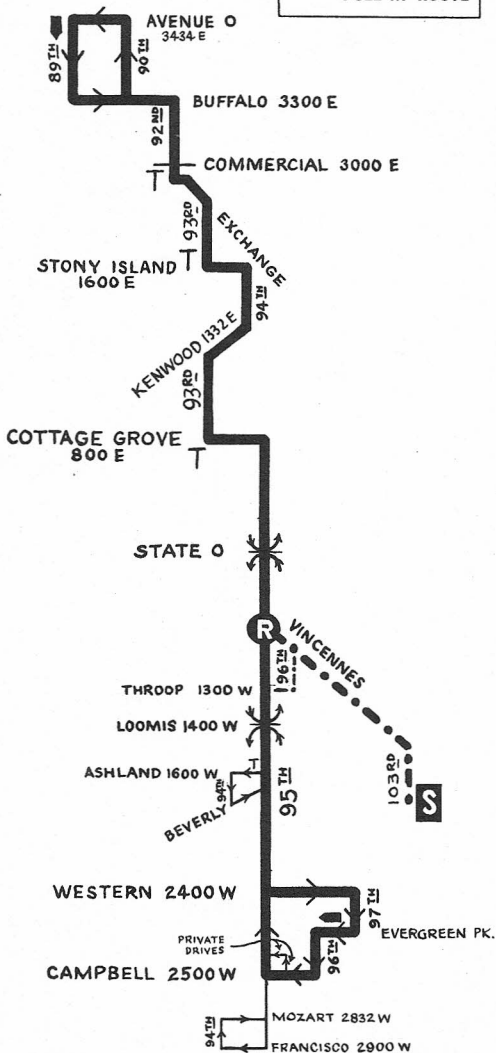 AVENUE O
3434 E
89TH
90TH
BUFFALO 3300 E
92ND
COMMERCIAL 3000 E
T
93RD
EXCHANGE
T
STONY ISLAND
1600 E
94TH
KENWOOD 1332 E
93RD
COTTAGE GROVE
800 E
T
STATE O
R
VINCENNES
96TH
THROOP 1300 W
LOOMIS 1400 W
103RD
S
T
ASHLAND 1600 W
94TH
BEVERLY
95TH
WESTERN 2400 W
97TH
EVERGREEN PK.
96TH
PRIVATE
DRIVES
CAMPBELL 2500 W
MOZART 2832 W
94TH
FRANCISCO 2900 W